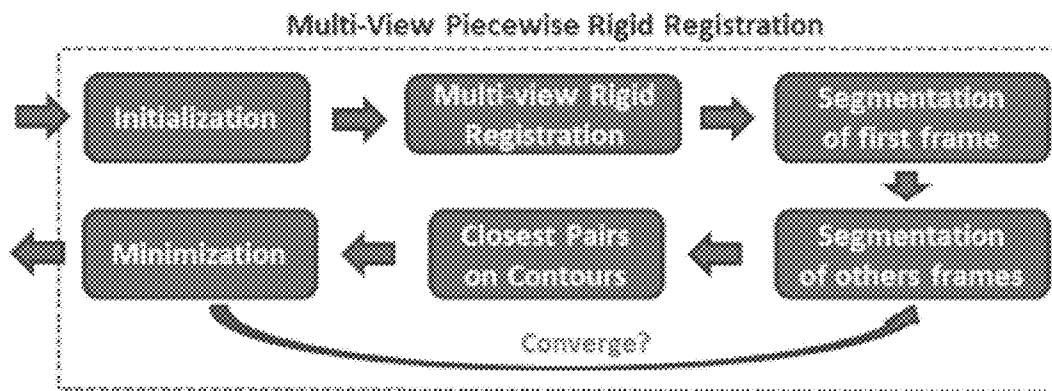 Multi-View Piecewise Rigid Registration
Initialization
Multi-view Rigid
Registration
Segmentation
of first frame
Minimization
Closest Pairs
on Contours
Segmentation
of others frames
Converge?